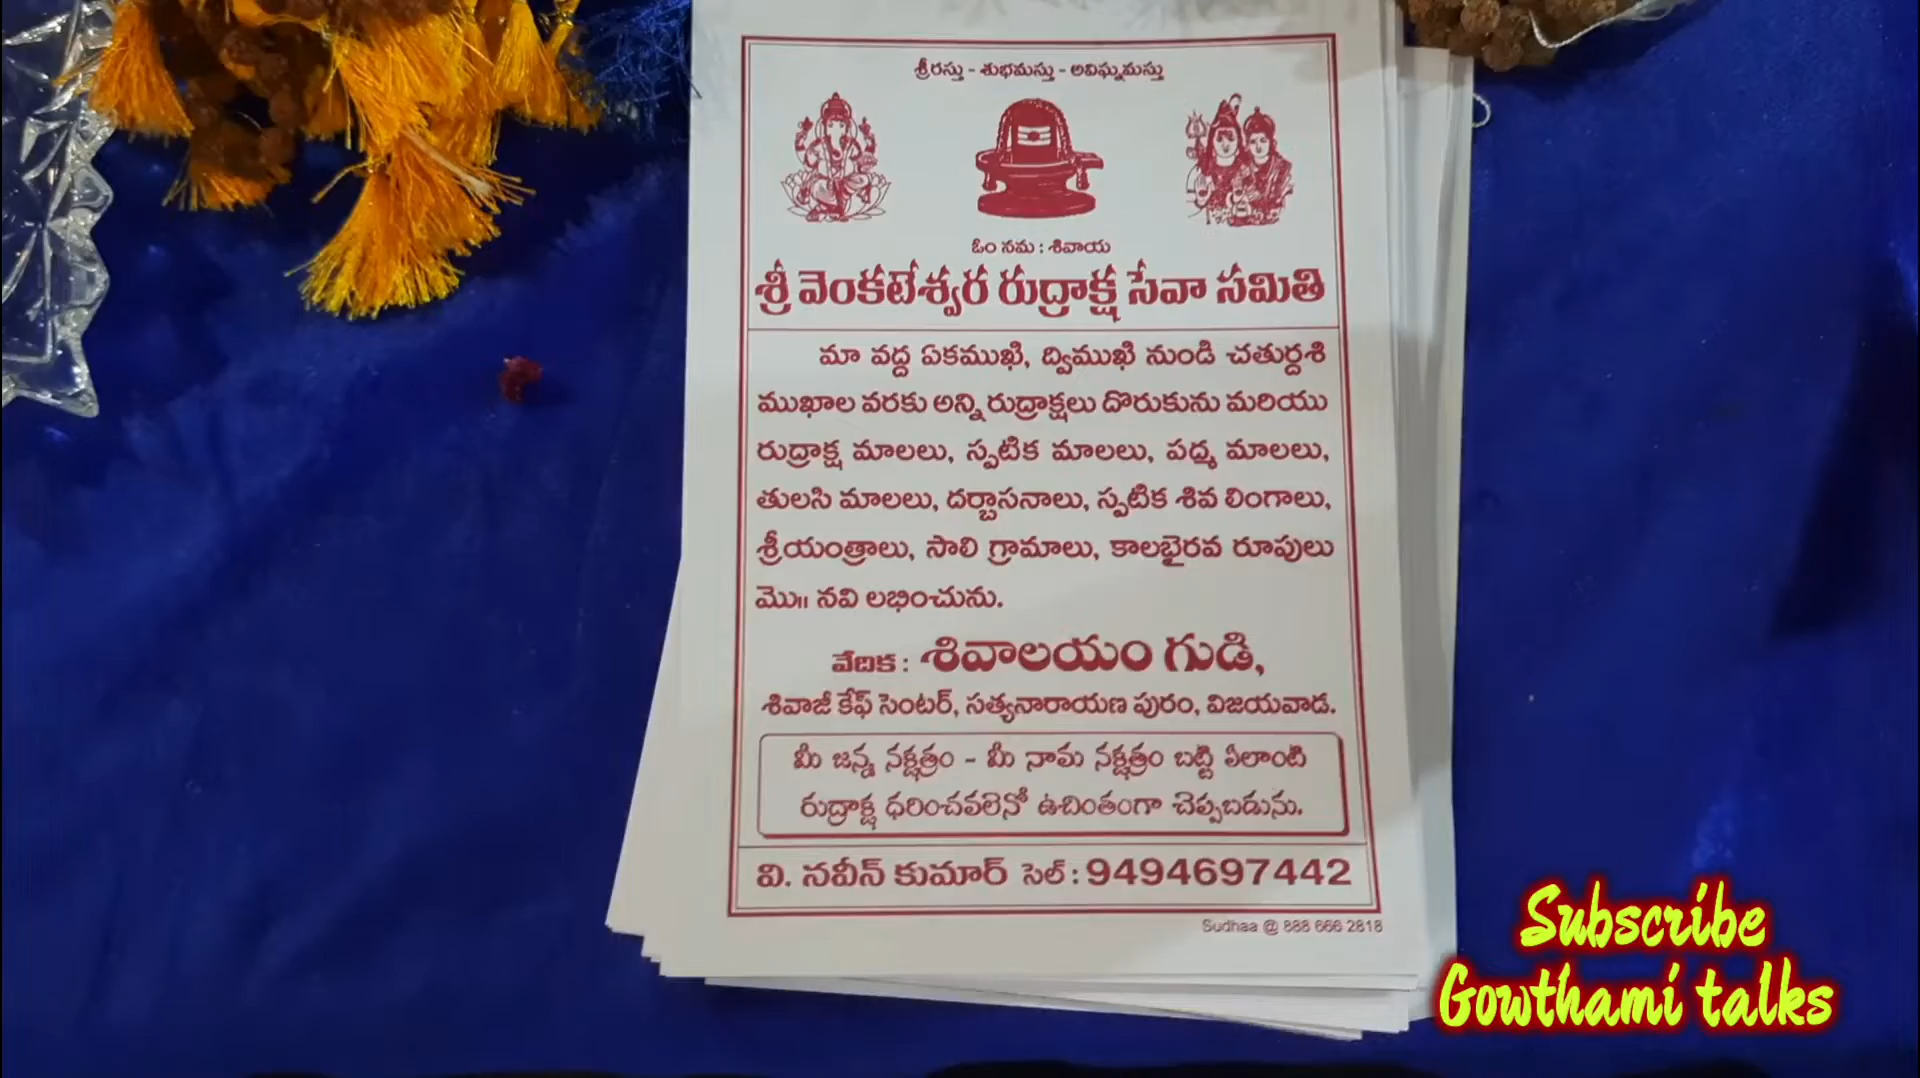 శ్రీరస్తు - శుభమస్తు - అవిఘ్నమస్తు
ఓం నమ : శివాయ
శ్రీ వెంకటేశ్వర రుద్రాక్ష సేవా సమితి
మా వద్ద ఏకముఖి, ద్విముఖి నుండి చతుర్దశి
ముఖాల వరకు అన్ని రుద్రాక్షలు దొరుకును మరియు
రుద్రాక్ష మాలలు, స్పటిక మాలలు, పద్మ మాలలు,
తులసి మాలలు, దర్భాసనాలు, స్పటిక శివ లింగాలు,
శ్రీయంత్రాలు, సాలి గ్రామాలు, కాలభైరవ రూపులు
మొ॥ నవి లభించును.
వేదిక : శివాలయం గుడి,
శివాజీ కేఫ్ సెంటర్, సత్యనారాయణ పురం, విజయవాడ.
మీ జన్మ నక్షత్రం - మీ నామ నక్షత్రం బట్టి ఏలాంటి
రుద్రాక్ష ధరించవలెనో ఉచింతంగా చెప్పబడును.
వి. నవీన్ కుమార్ సెల్ : 9494697442
Sudhaa @ 888 666 2818
Subscribe
Gowthami talks